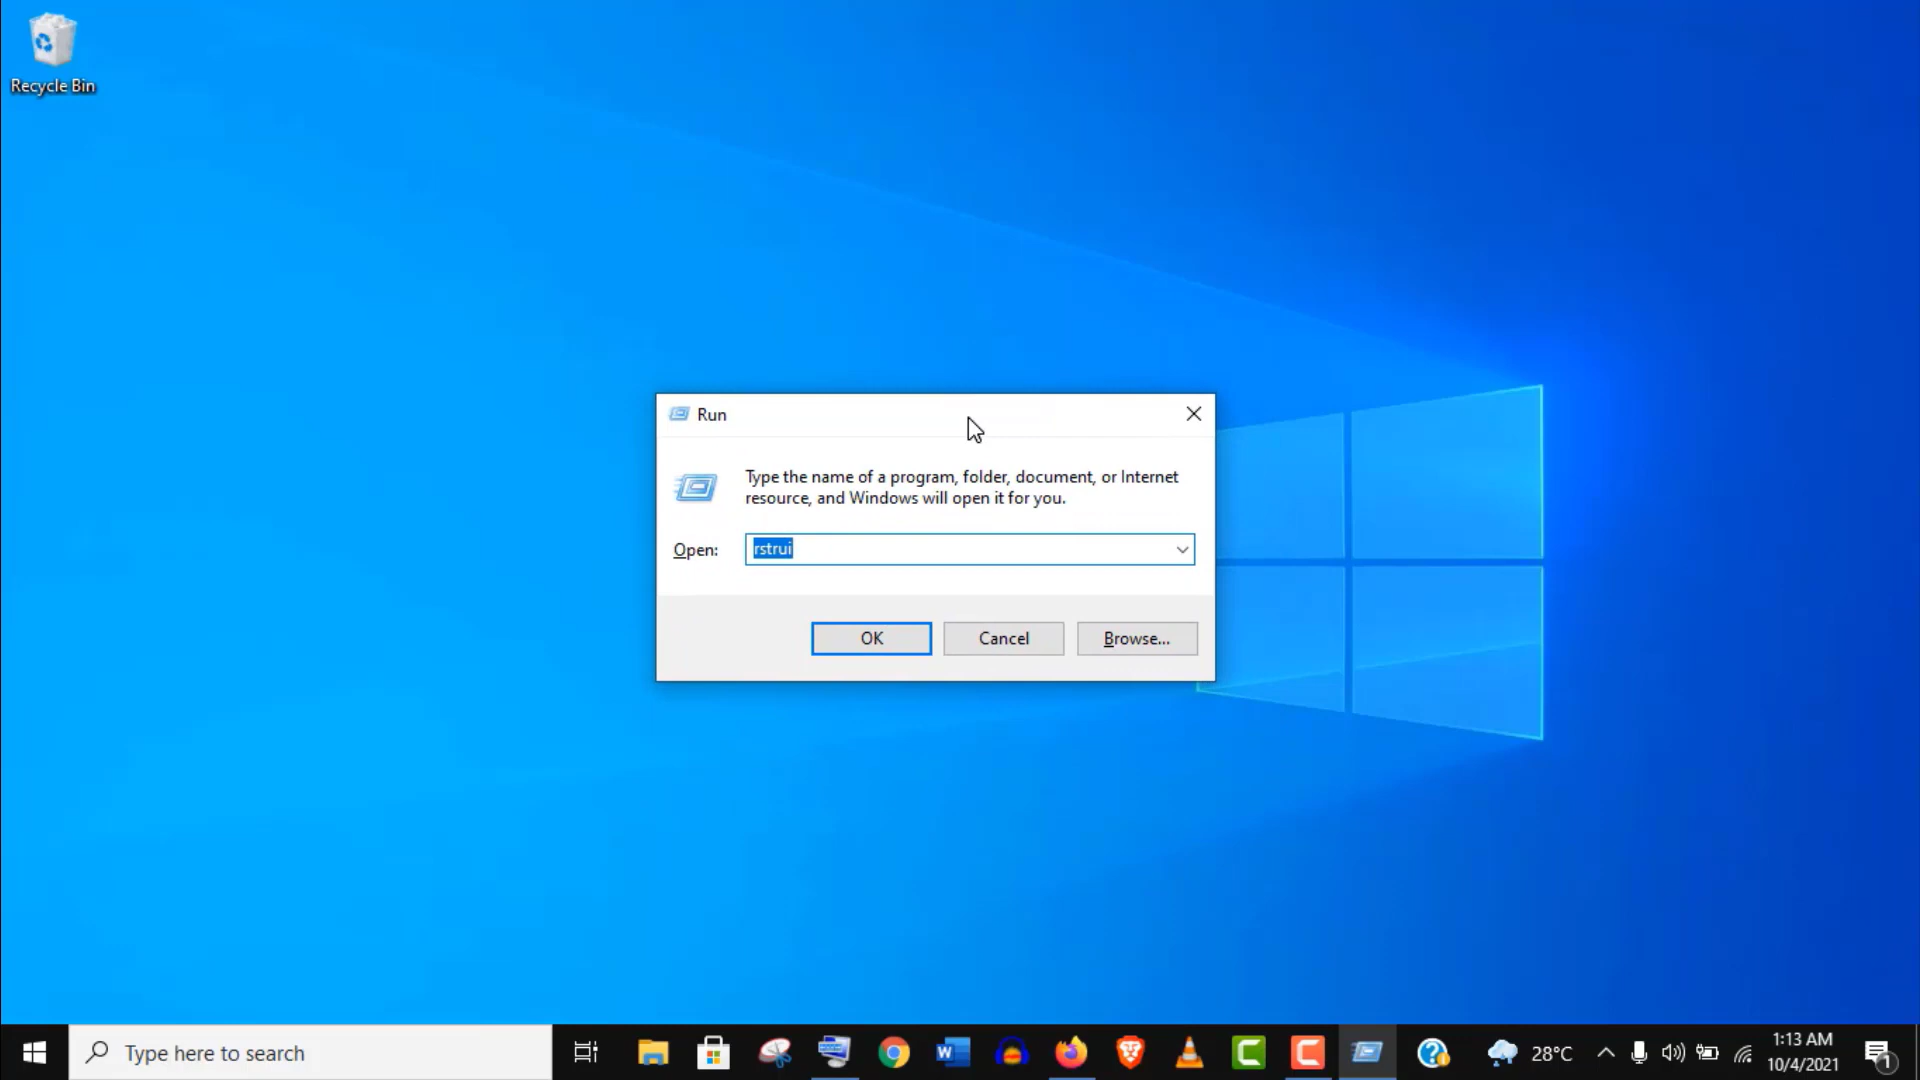 Recycle Bin
Run
Type the name of a program, folder, document, or Internet
resource, and Windows will open it for you.
Open:
rstrui
OK
Cancel
Browse...
Type here to search
W
28°C
1:13 AM
10/4/2021
1